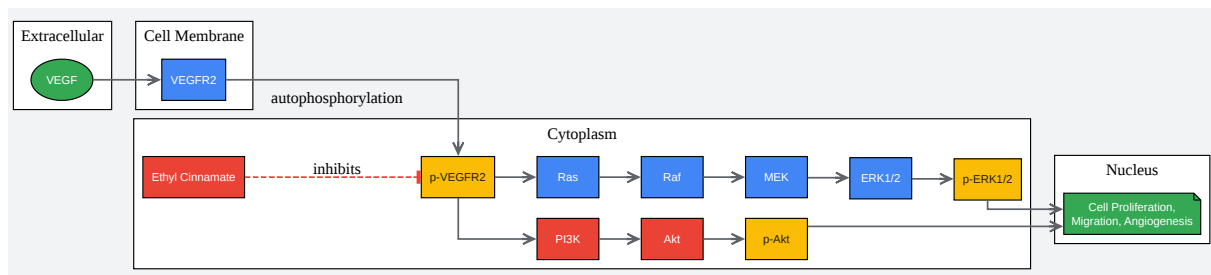 Extracellular
Cell Membrane
VEGF
VEGFR2
autophosphorylation
Cytoplasm
Ethyl Cinnamate
inhibits
p-VEGFR2
Ras
Raf
MEK
ERK1/2
p-ERK1/2
Nucleus
Cell Proliferation,
Migration, Angiogenesis
PI3K
Akt
p-Akt